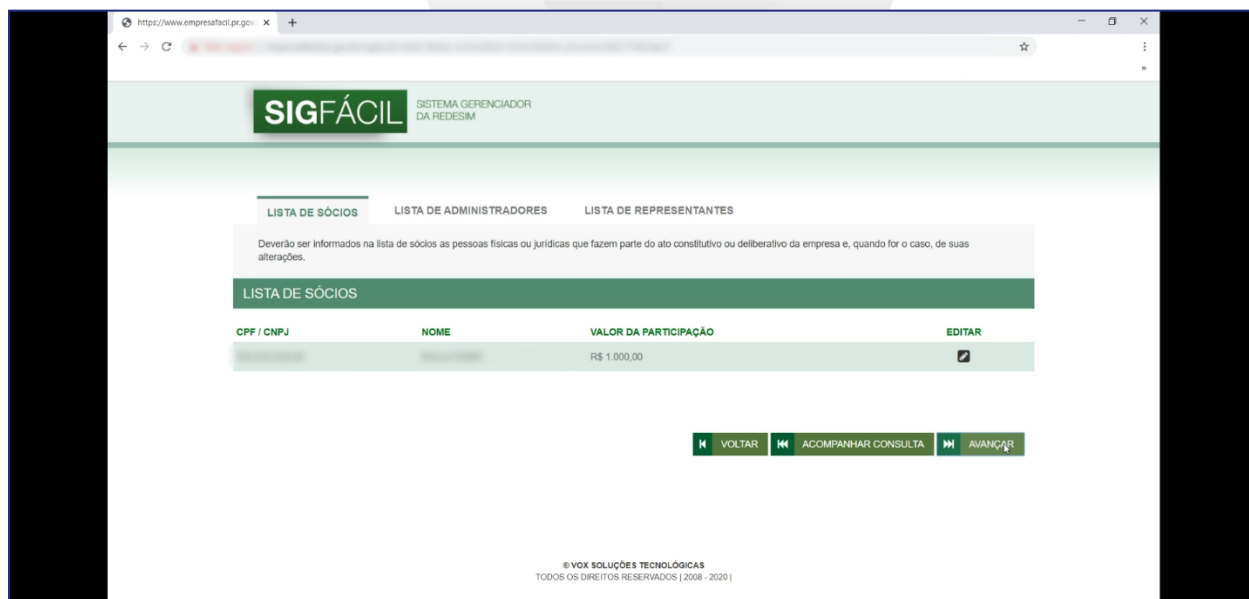 https://www.empresafacil.pr.gov.
SIGFÁCIL
SISTEMA GERENCIADOR
DA REDESIM
LISTA DE SÓCIOS
LISTA DE ADMINISTRADORES
LISTA DE REPRESENTANTES
Deverão ser informados na lista de sócios as pessoas físicas ou jurídicas que fazem parte do ato constitutivo ou deliberativo da empresa e, quando for o caso, de suas
alterações.
LISTA DE SÓCIOS
CPF / CNPJ NOME VALOR DA PARTICIPAÇÃO EDITAR
R$ 1.000,00
VOLTAR ACOMPANHAR CONSULTA AVANÇAR
© VOX SOLUÇÕES TECNOLÓGICAS
TODOS OS DIREITOS RESERVADOS | 2008 - 2020 |